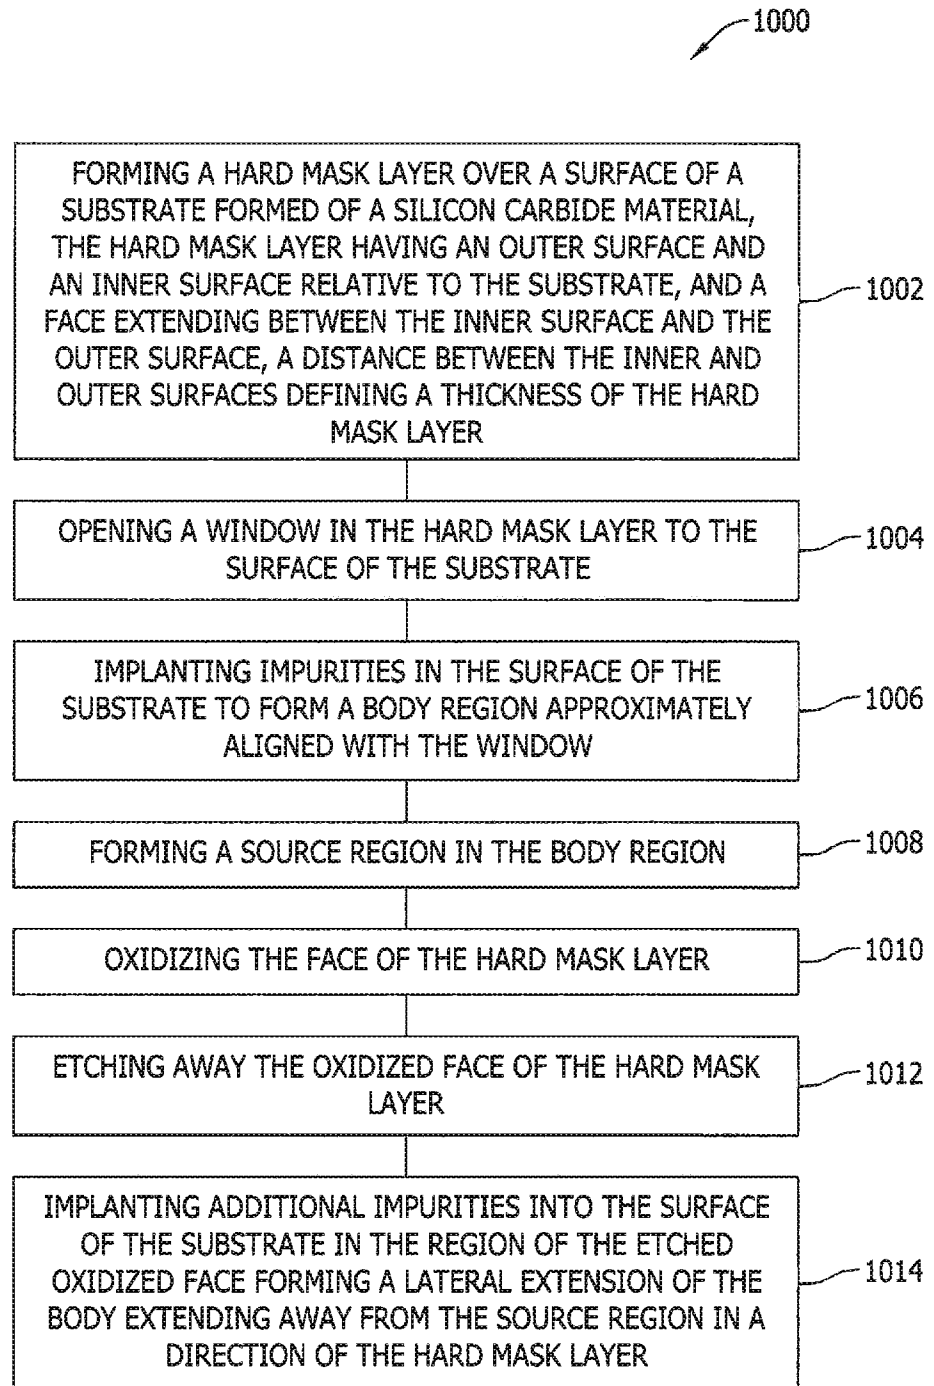 1000
FORMING A HARD MASK LAYER OVER A SURFACE OF A
SUBSTRATE FORMED OF A SILICON CARBIDE MATERIAL,
THE HARD MASK LAYER HAVING AN OUTER SURFACE AND
AN INNER SURFACE RELATIVE TO THE SUBSTRATE, AND A
FACE EXTENDING BETWEEN THE INNER SURFACE AND THE
OUTER SURFACE, A DISTANCE BETWEEN THE INNER AND
OUTER SURFACES DEFINING A THICKNESS OF THE HARD
MASK LAYER
1002
OPENING A WINDOW IN THE HARD MASK LAYER TO THE
SURFACE OF THE SUBSTRATE
1004
IMPLANTING IMPURITIES IN THE SURFACE OF THE
SUBSTRATE TO FORM A BODY REGION APPROXIMATELY
ALIGNED WITH THE WINDOW
1006
FORMING A SOURCE REGION IN THE BODY REGION
1008
OXIDIZING THE FACE OF THE HARD MASK LAYER
1010
ETCHING AWAY THE OXIDIZED FACE OF THE HARD MASK
LAYER
1012
IMPLANTING ADDITIONAL IMPURITIES INTO THE SURFACE
OF THE SUBSTRATE IN THE REGION OF THE ETCHED
OXIDIZED FACE FORMING A LATERAL EXTENSION OF THE
BODY EXTENDING AWAY FROM THE SOURCE REGION IN A
DIRECTION OF THE HARD MASK LAYER
1014